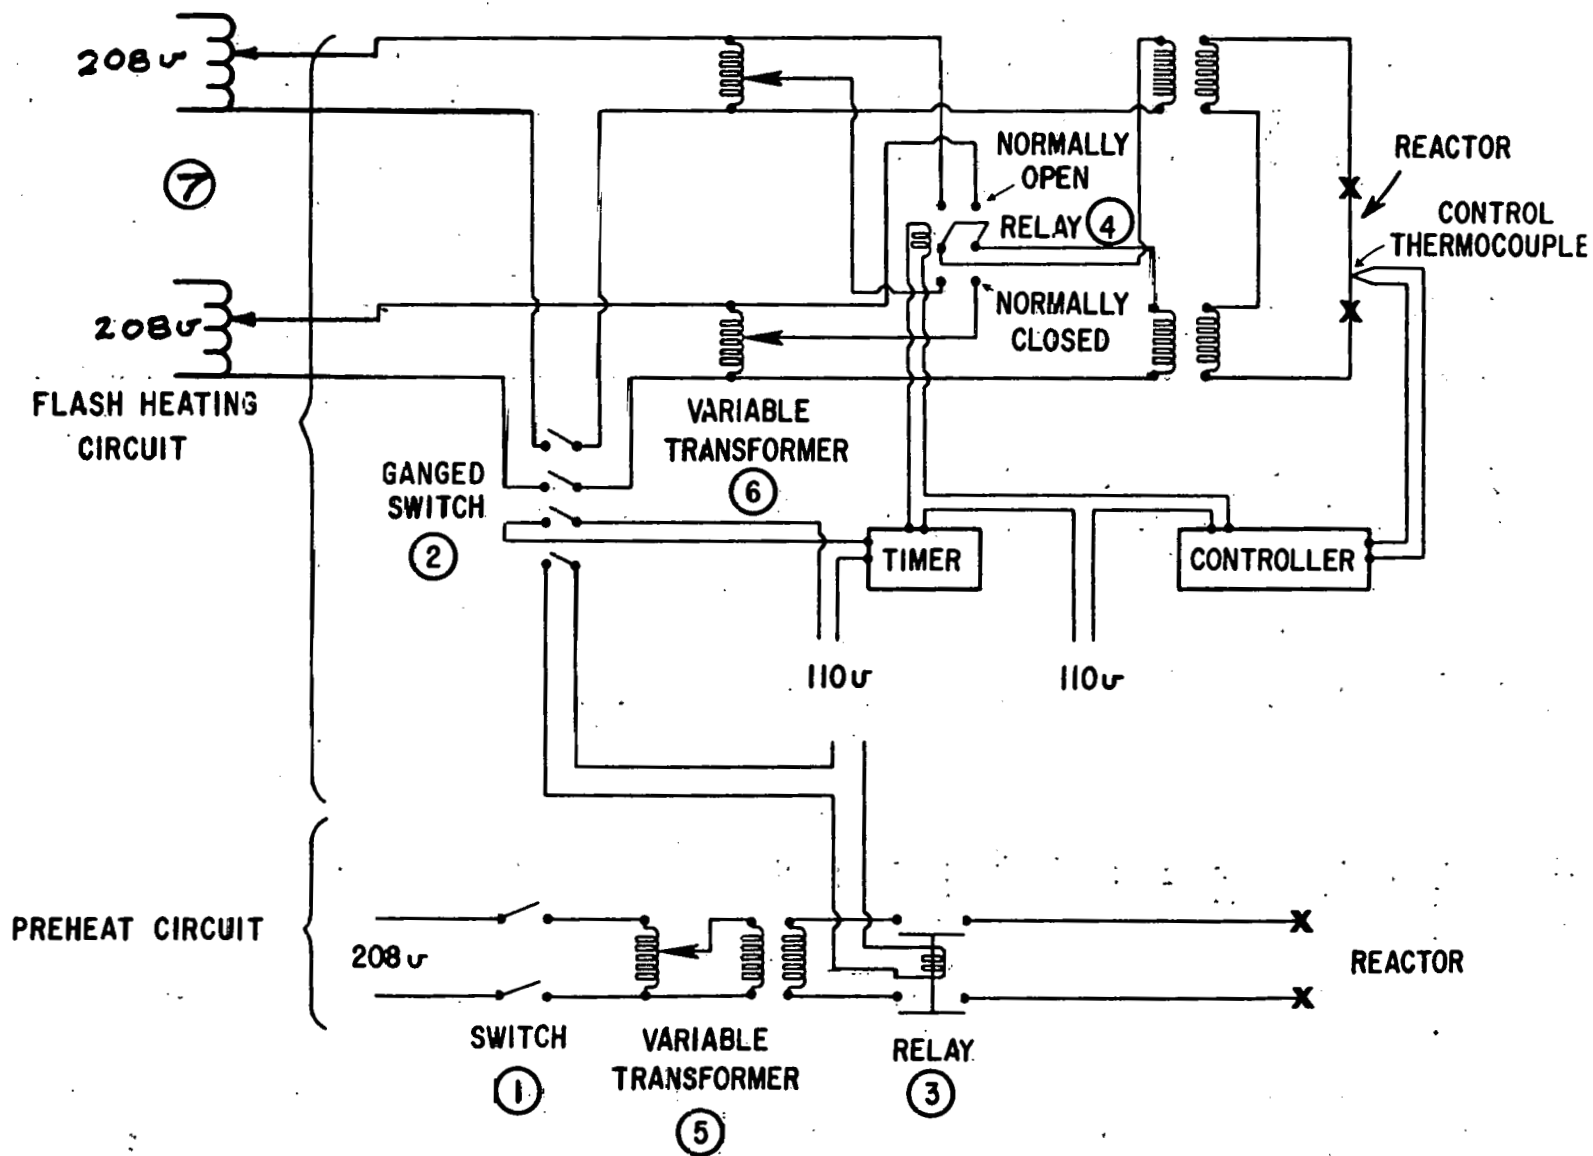 208v
7
208v
FLASH HEATING
CIRCUIT
NORMALLY
OPEN
RELAY 4
NORMALLY
CLOSED
REACTOR
CONTROL
THERMOCOUPLE
VARIABLE
TRANSFORMER
6
GANGED
SWITCH
2
TIMER
CONTROLLER
110v
110v
PREHEAT CIRCUIT
208v
SWITCH
1
VARIABLE
TRANSFORMER
5
RELAY
3
REACTOR